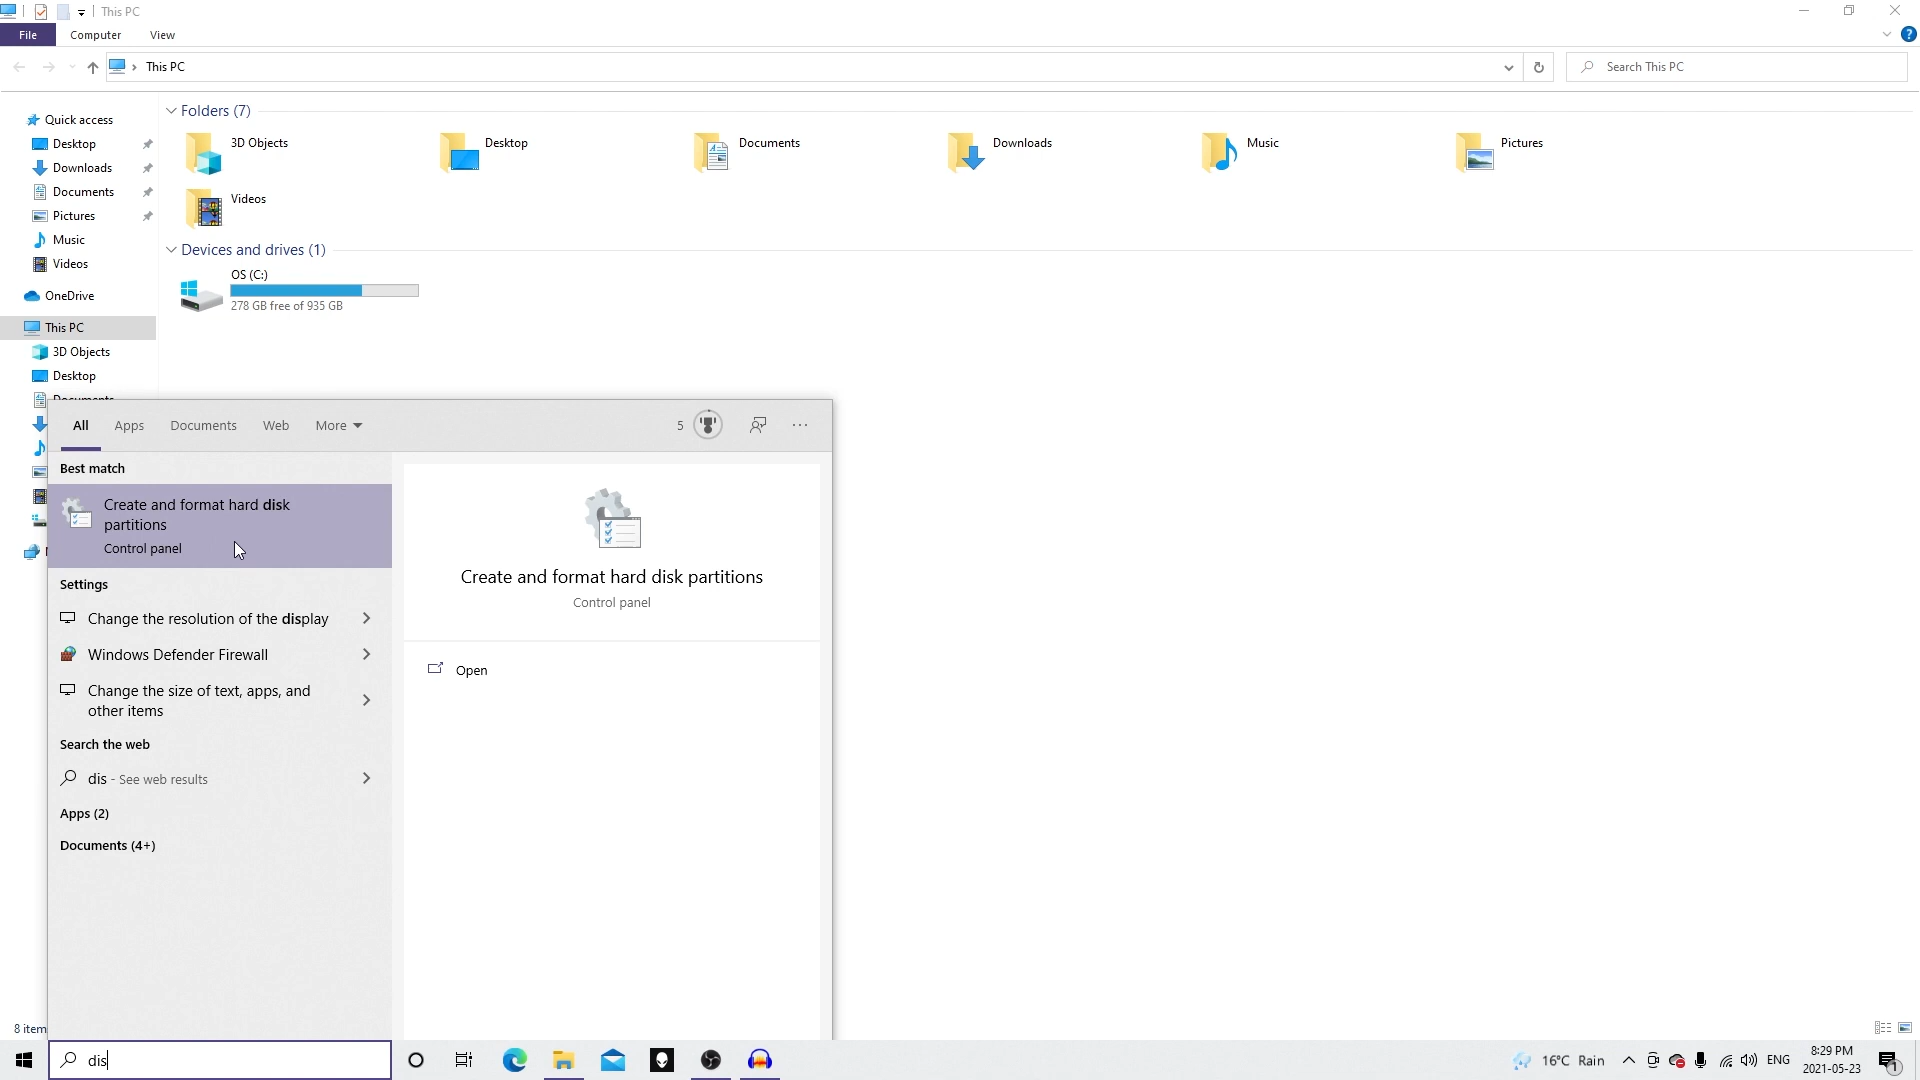 This PC
File
Computer
View
This PC
Search This PC
Quick access
Desktop
Downloads
Documents
Pictures
Music
Videos
OneDrive
This PC
3D Objects
Desktop
Documents
Folders (7)
3D Objects
Desktop
Documents
Downloads
Music
Pictures
Videos
Devices and drives (1)
OS (C:)
278 GB free of 935 GB
All
Apps
Documents
Web
More
5
Best match
Create and format hard disk
partitions
Control panel
Settings
Change the resolution of the display
Windows Defender Firewall
Change the size of text, apps, and
other items
Search the web
dis - See web results
Apps (2)
Documents (4+)
Create and format hard disk partitions
Control panel
Open
8 item
dis
16°C Rain
ENG
8:29 PM
2021-05-23
1